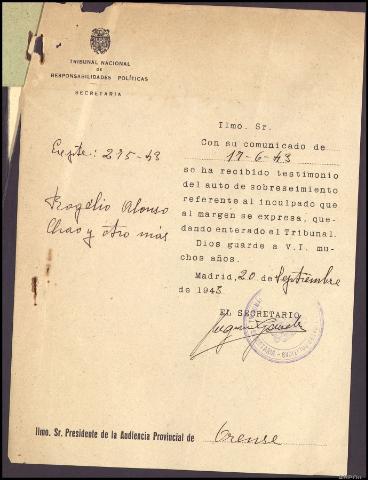 TRIBUNAL NACIONAL
DE
RESPONSABILIDADES POLÍTICAS
SECRETARIA
Ilmo. Sr.
Con su comunicado de
17-6-43
se ha recibido testimonio
del auto de sobreseimiento
referente al inculpado que
al margen se expresa, que-
dando enterado el Tribunal.
Dios guarde a V.I. mu-
chos años.
Madrid, 20 de Septiembre
de 1943
EL SECRETARIO
Expte: 275-43
Rogelio Alonso
Chao y otro más
Ilmo. Sr. Presidente de la Audiencia Provincial de Orense